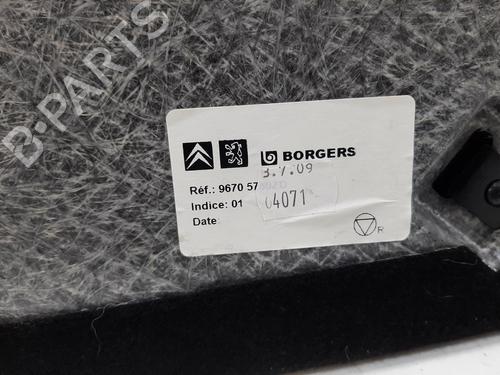 B-PARTS
BORGERS
3.7.09
Réf.: 9670 57
Indice: 01
04071
Date:
R